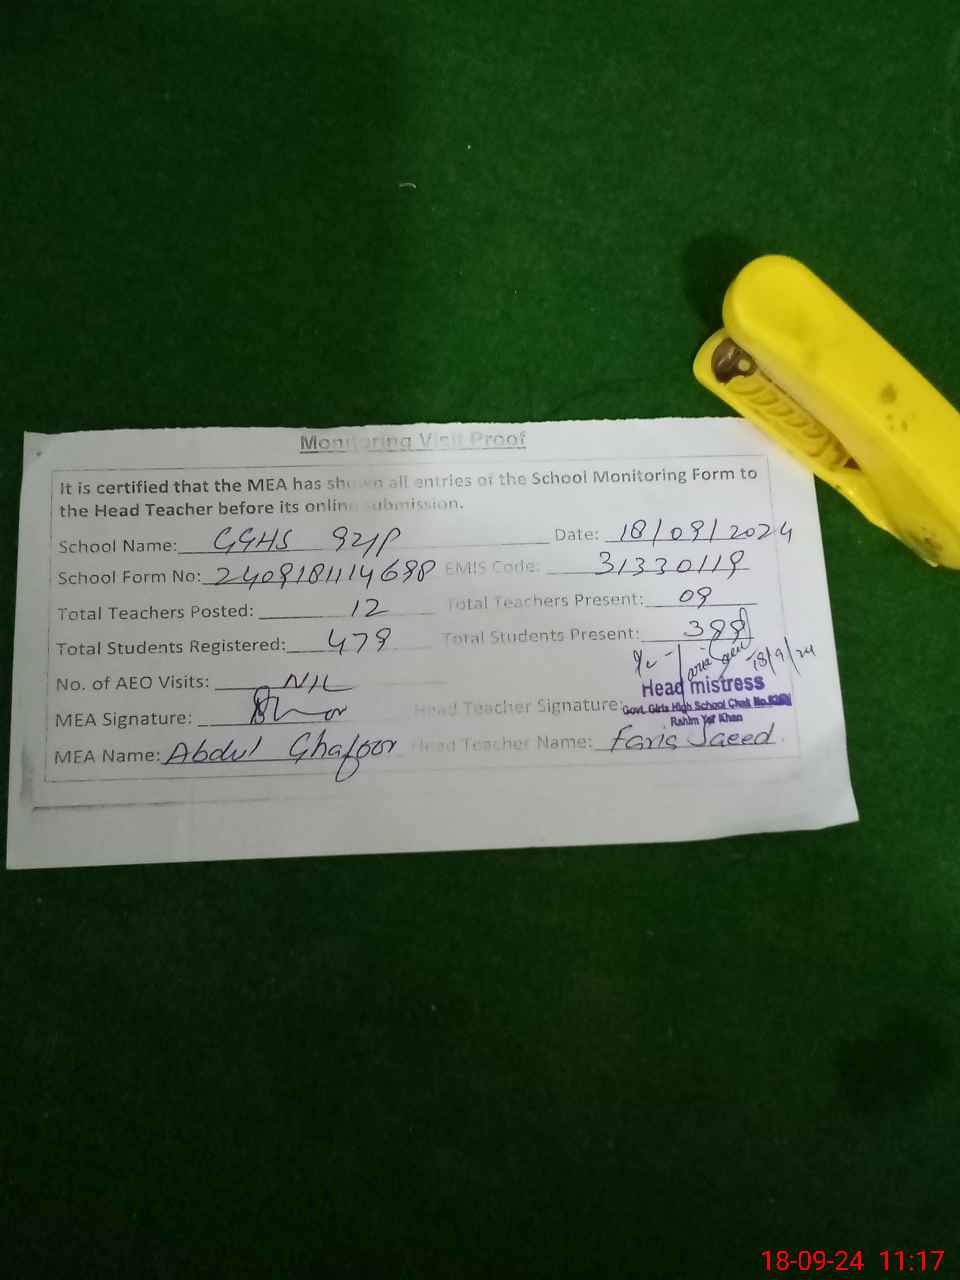 Monitoring Visit Proof
It is certified that the MEA has shown all entries of the School Monitoring Form to
the Head Teacher before its online submission.
School Name: GGHS 92/P Date: 18/09/2024
School Form No: EMIS Code: 31330119
Total Teachers Posted: 12 Total Teachers Present: 09
Total Students Registered: 479 Total Students Present: 399
No. of AEO Visits: NIL
18/9/24
Head mistress
MEA Signature: Head Teacher Signature:
Govt. Girls High School Chak No.
Rahim Yar Khan
MEA Name: Abdul Ghafoor Head Teacher Name: Faris Saeed.
18-09-24 11:17